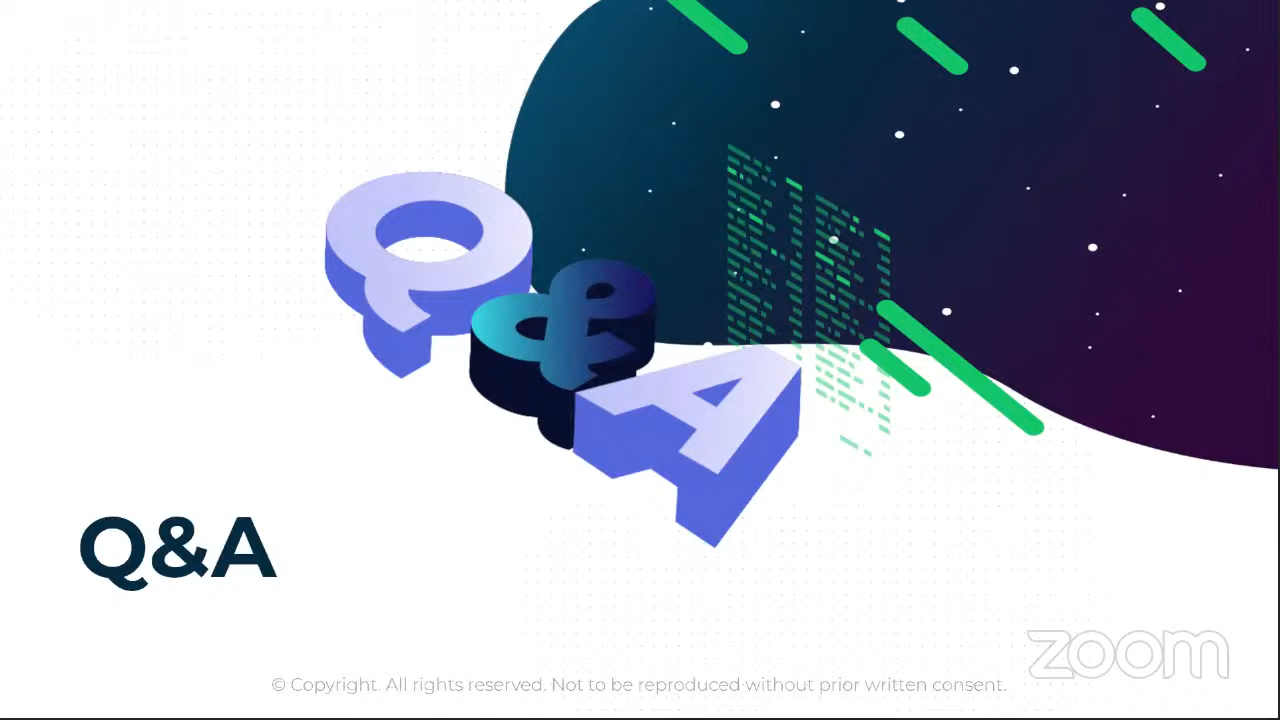 Q&A
Q&A
zoom
© Copyright. All rights reserved. Not to be reproduced without prior written consent.